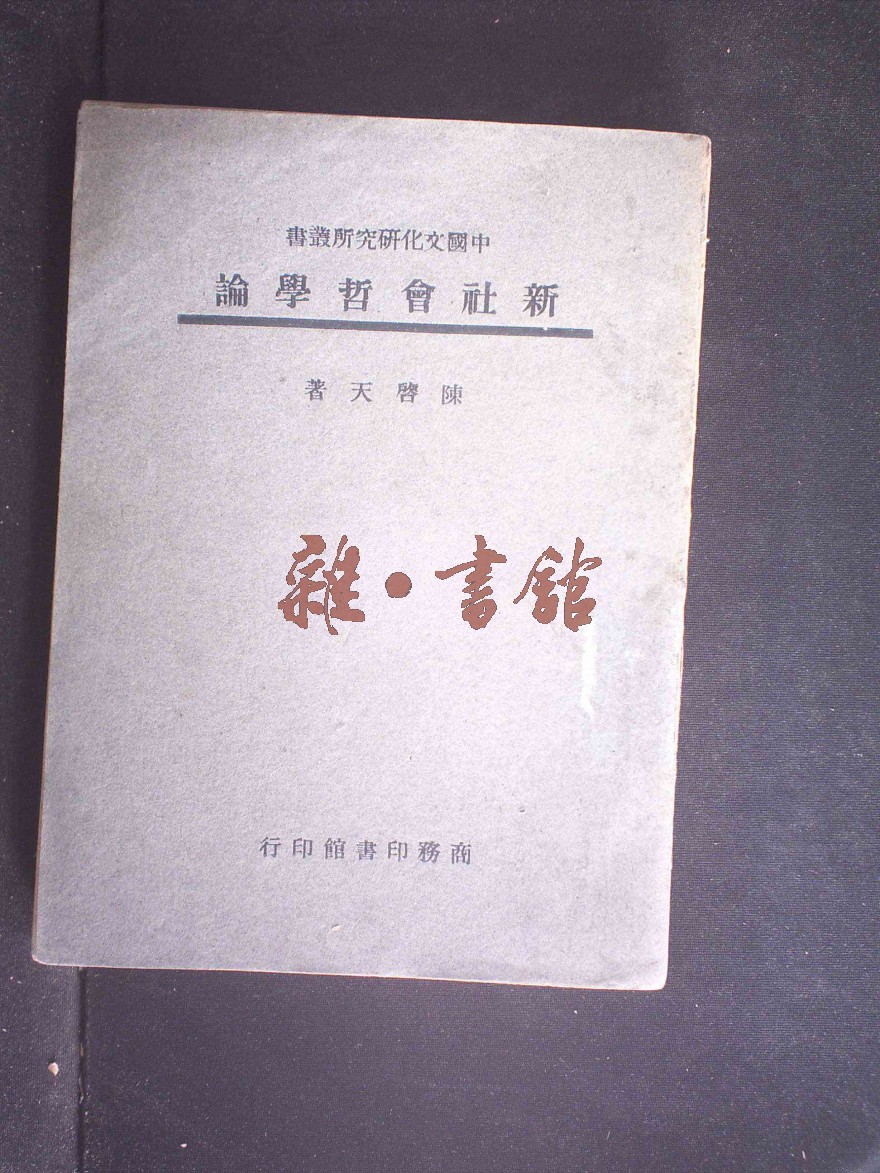 中國文化研究所叢書
新社會哲學論
陳啓天著
雜·書館
商務印書館印行